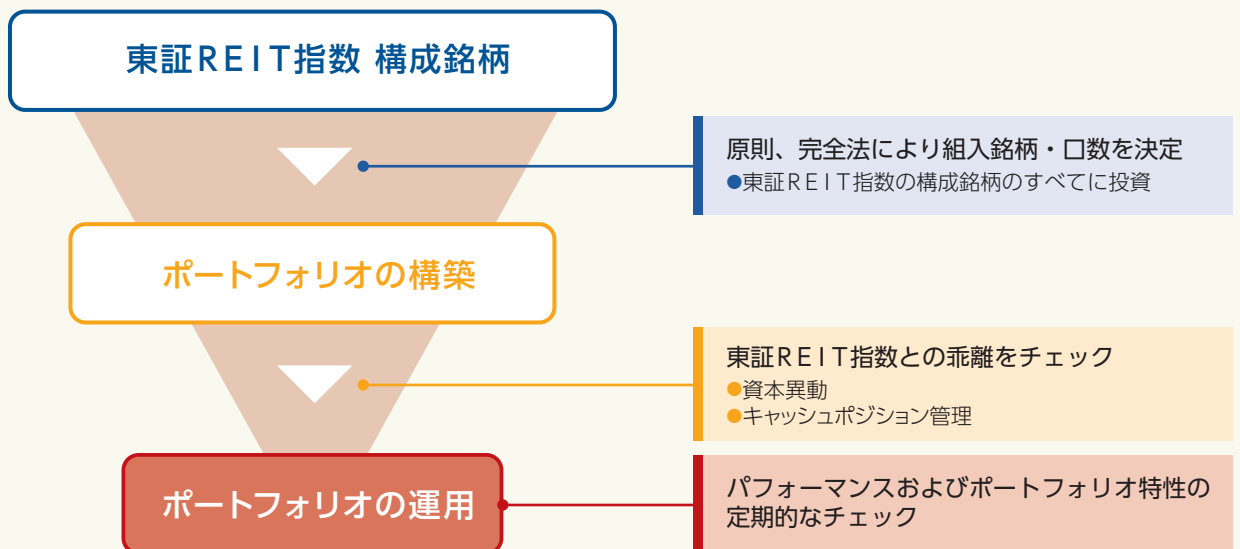 東証REIT指数 構成銘柄
原則、完全法により組入銘柄・口数を決定
●東証REIT指数の構成銘柄のすべてに投資
ポートフォリオの構築
東証REIT指数との乖離をチェック
●資本異動
●キャッシュポジション管理
ポートフォリオの運用
パフォーマンスおよびポートフォリオ特性の
定期的なチェック